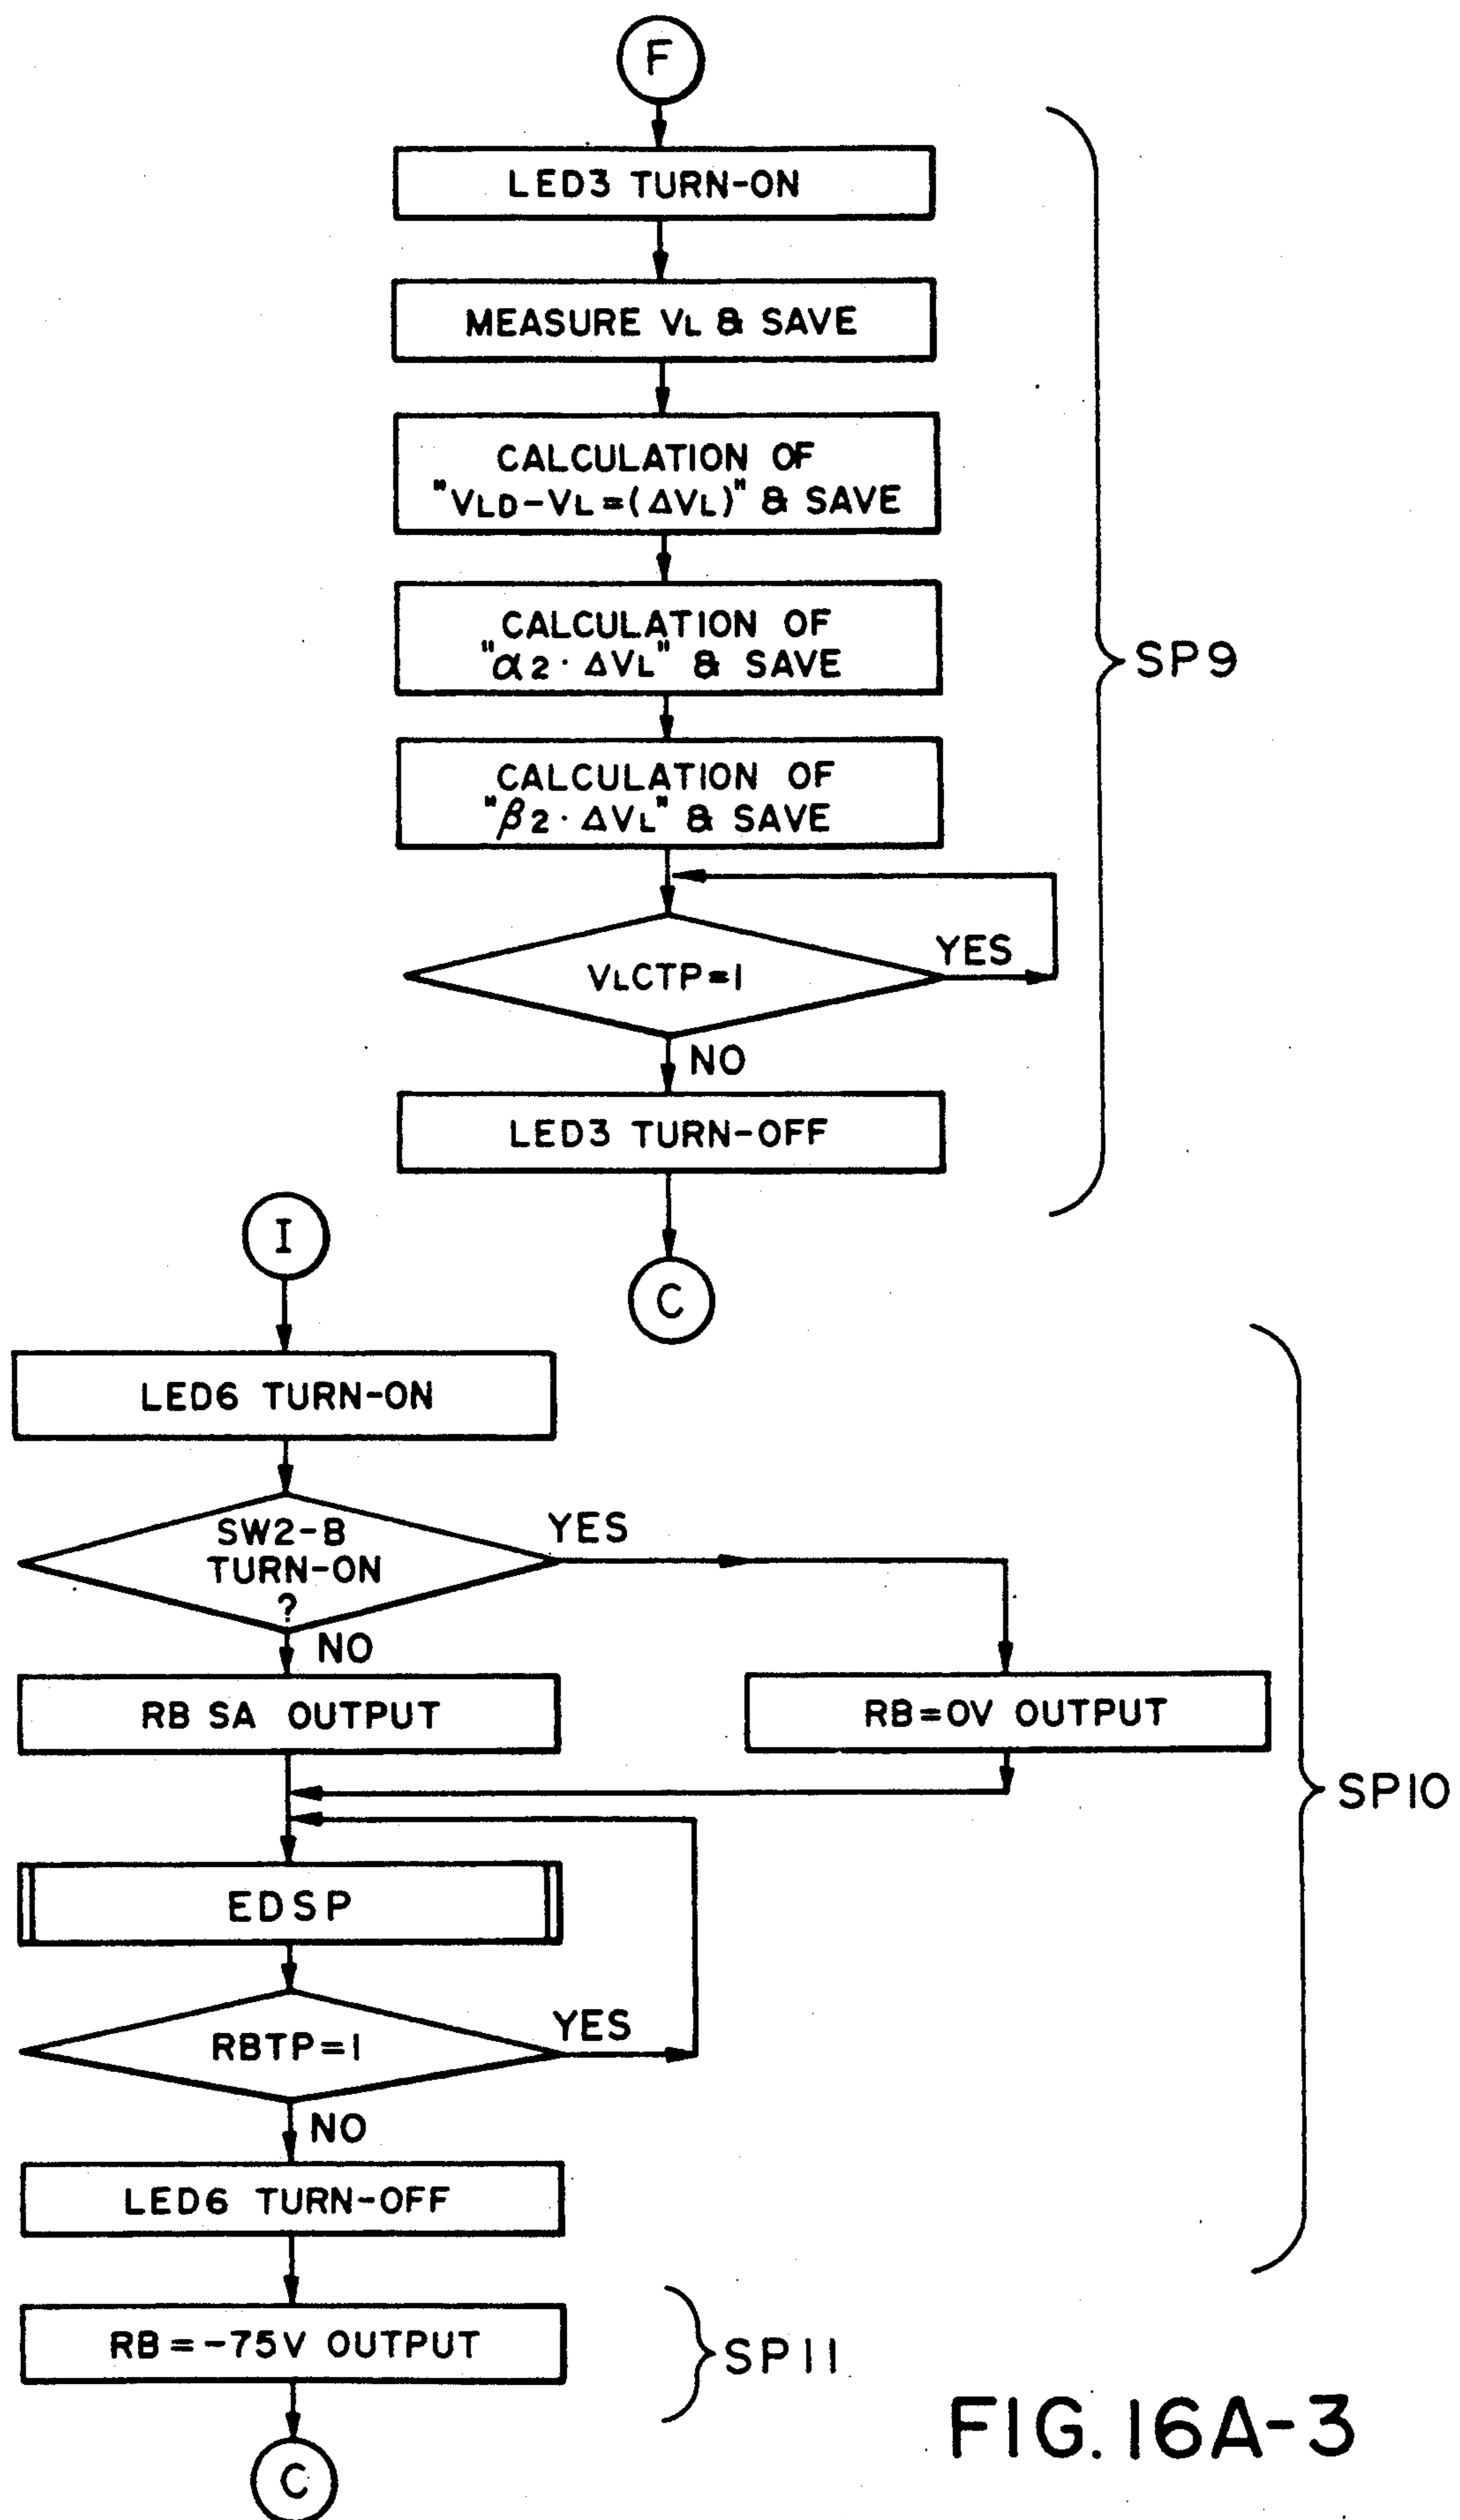 F
LED3 TURN-ON
MEASURE VL & SAVE
CALCULATION OF
"VLD-VL=(ΔVL)" & SAVE
CALCULATION OF
"α2·ΔVL" & SAVE
SP9
CALCULATION OF
"β2·ΔVL" & SAVE
YES
VLCTP=1
NO
LED3 TURN-OFF
C
I
LED6 TURN-ON
SW2-B
TURN-ON
?
YES
NO
RB SA OUTPUT
RB=0V OUTPUT
SP10
EDSP
RBTP=1
YES
NO
LED6 TURN-OFF
RB=-75V OUTPUT
SP11
C
FIG. 16A-3